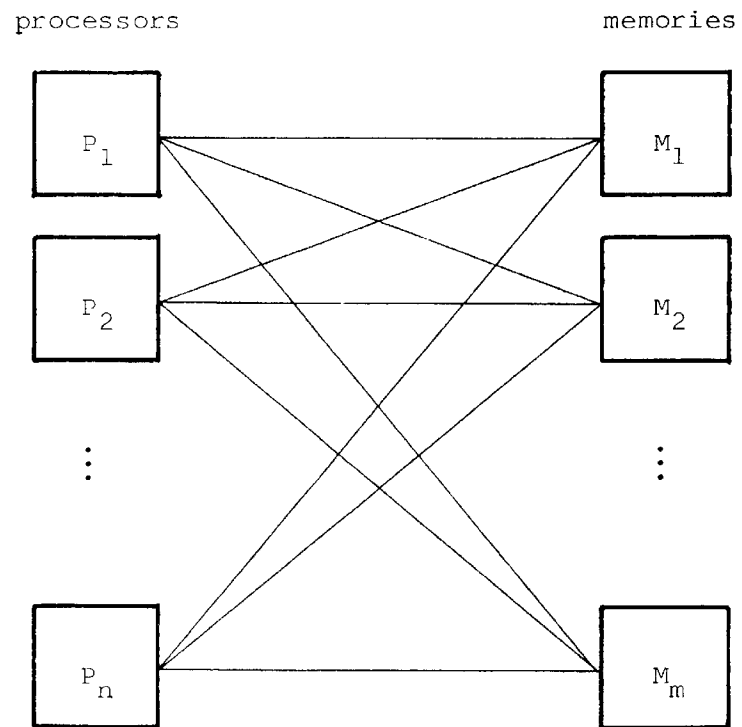 processors memories
P1 M1
P2 M2
⋮ ⋮
Pn Mm